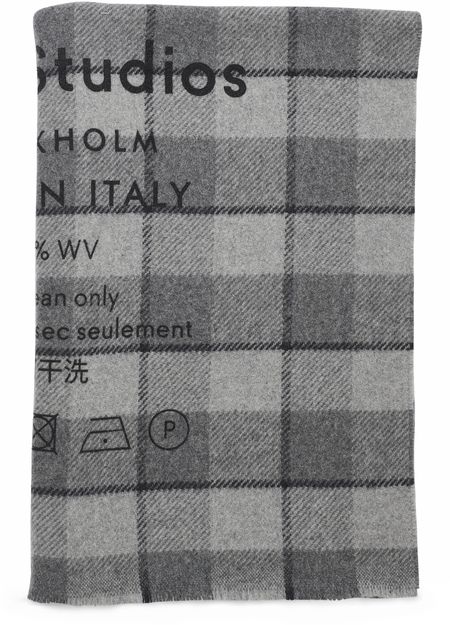 Studios
KHOLM
N ITALY
% WV
ean only
sec seulement
干洗
P